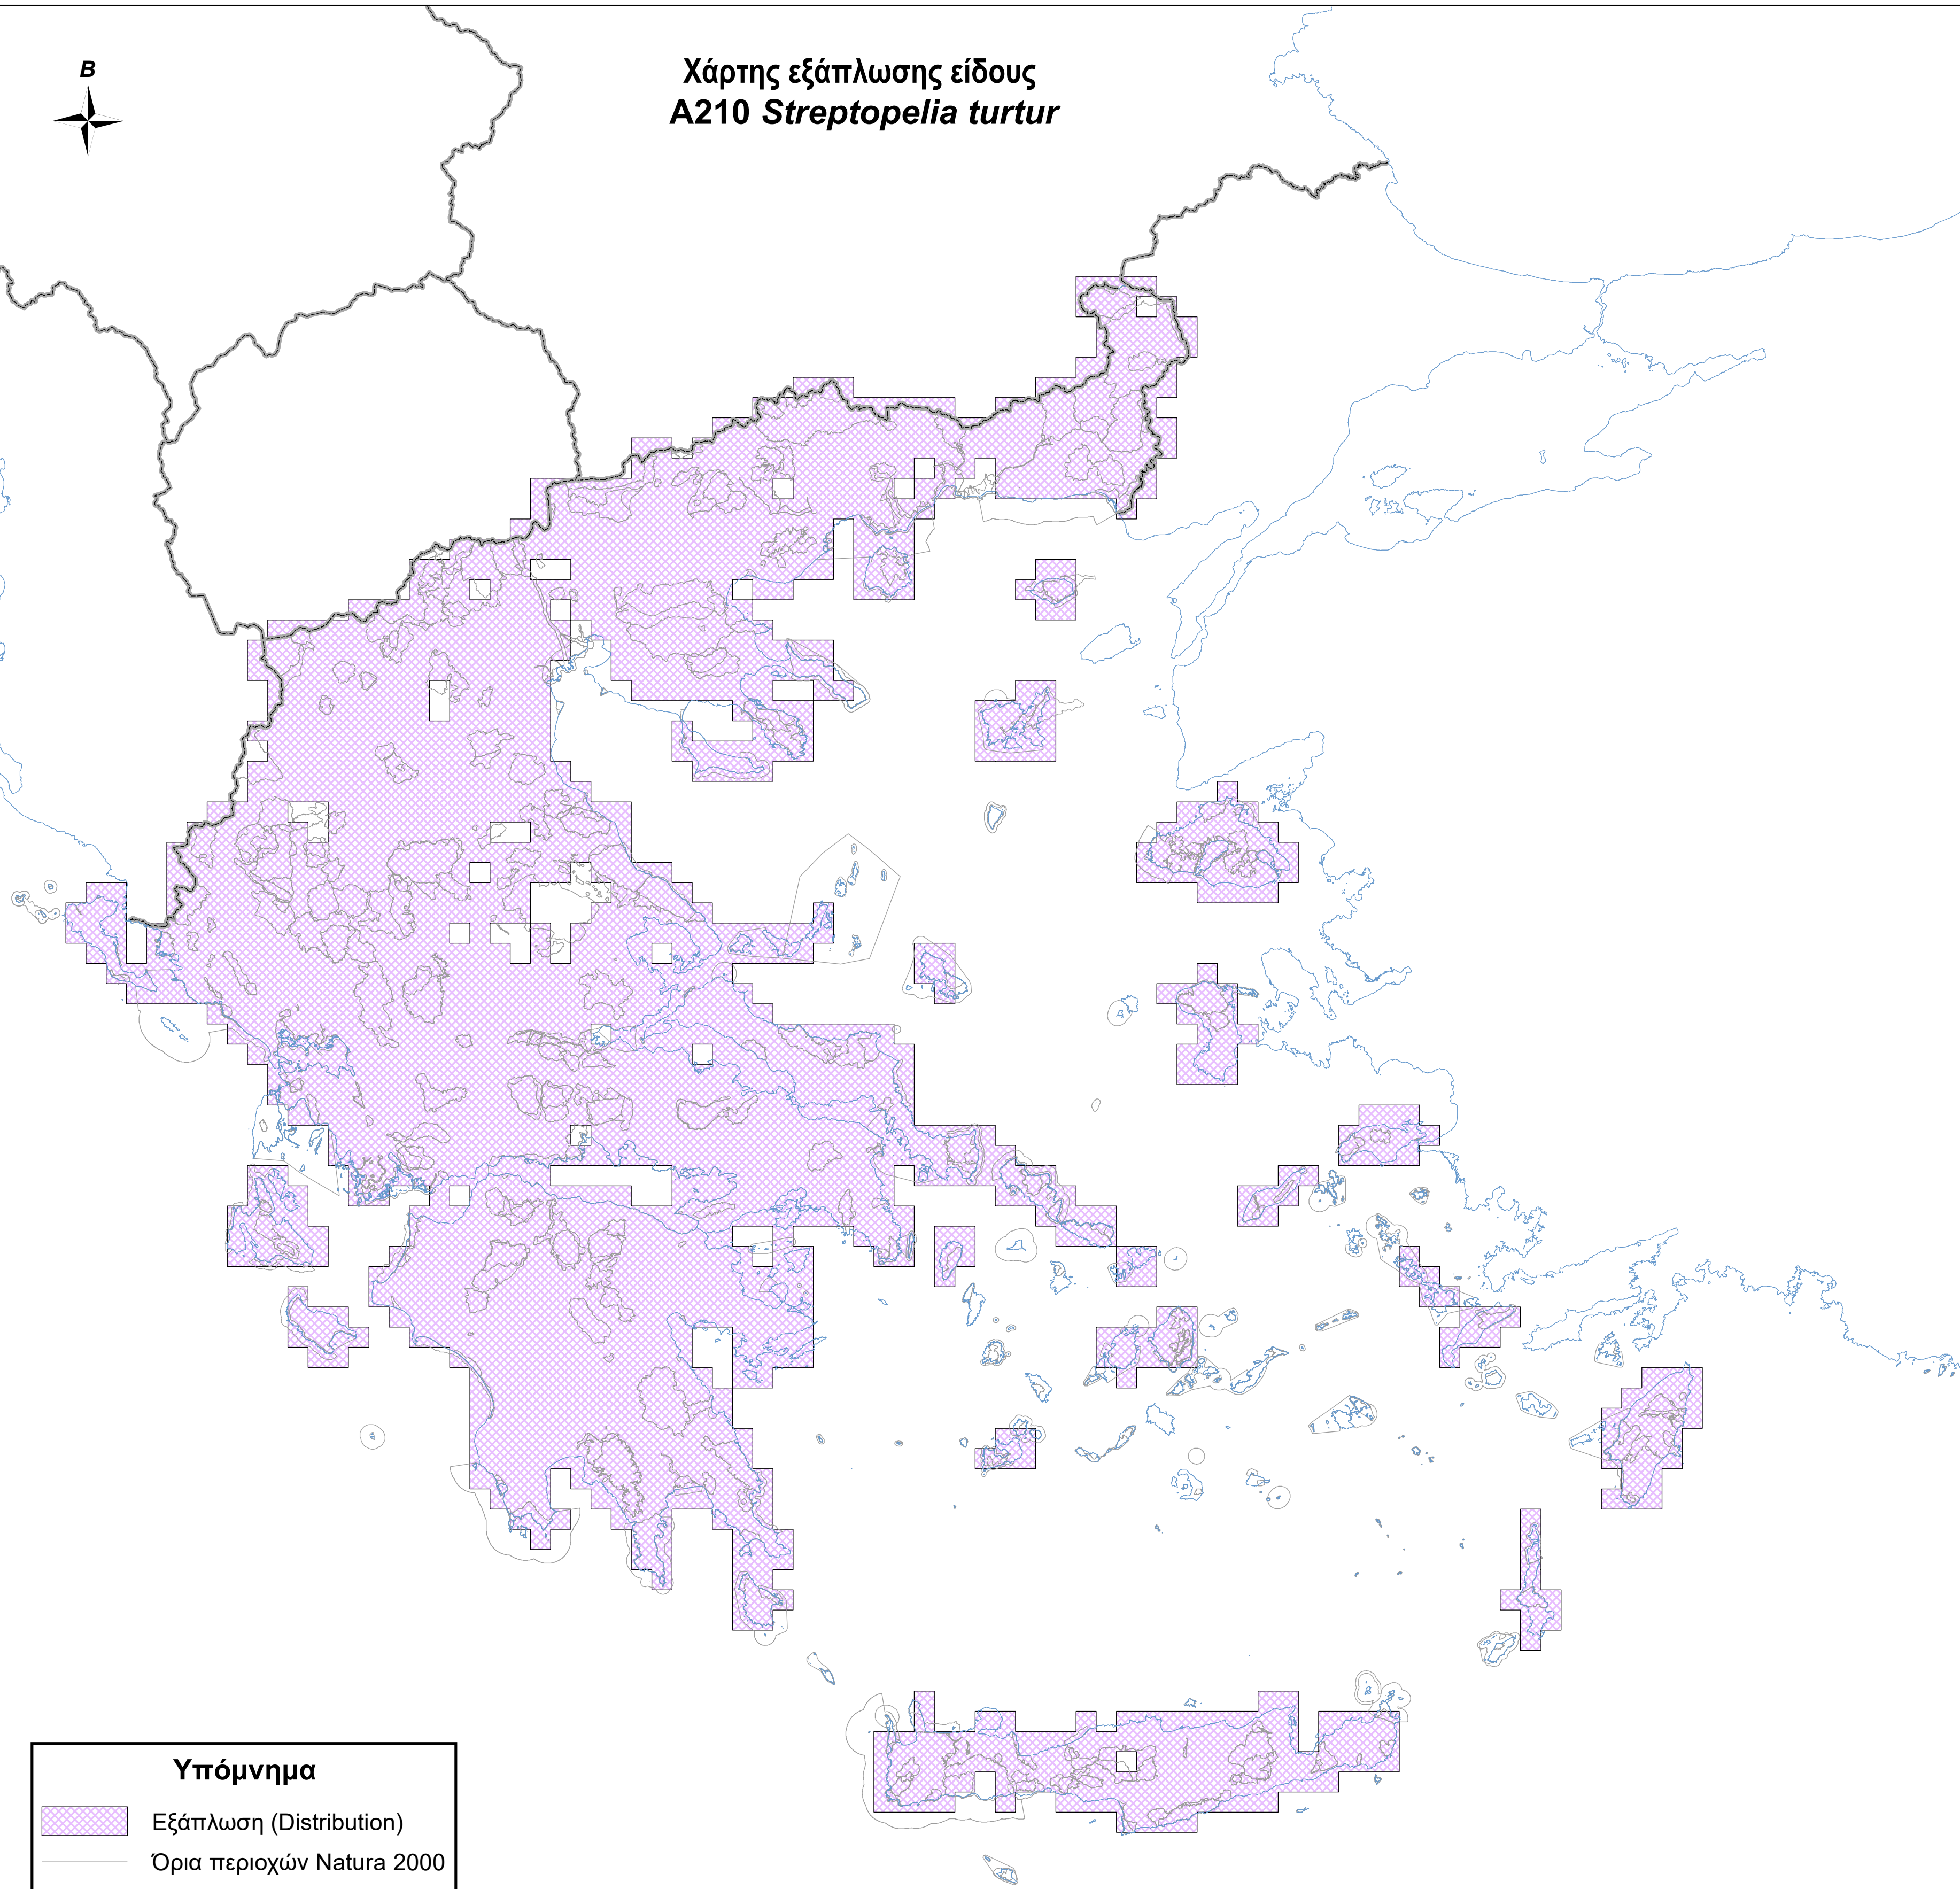 B
Χάρτης εξάπλωσης είδους
A210 Streptopelia turtur
Υπόμνημα
Εξάπλωση (Distribution)
Όρια περιοχών Natura 2000